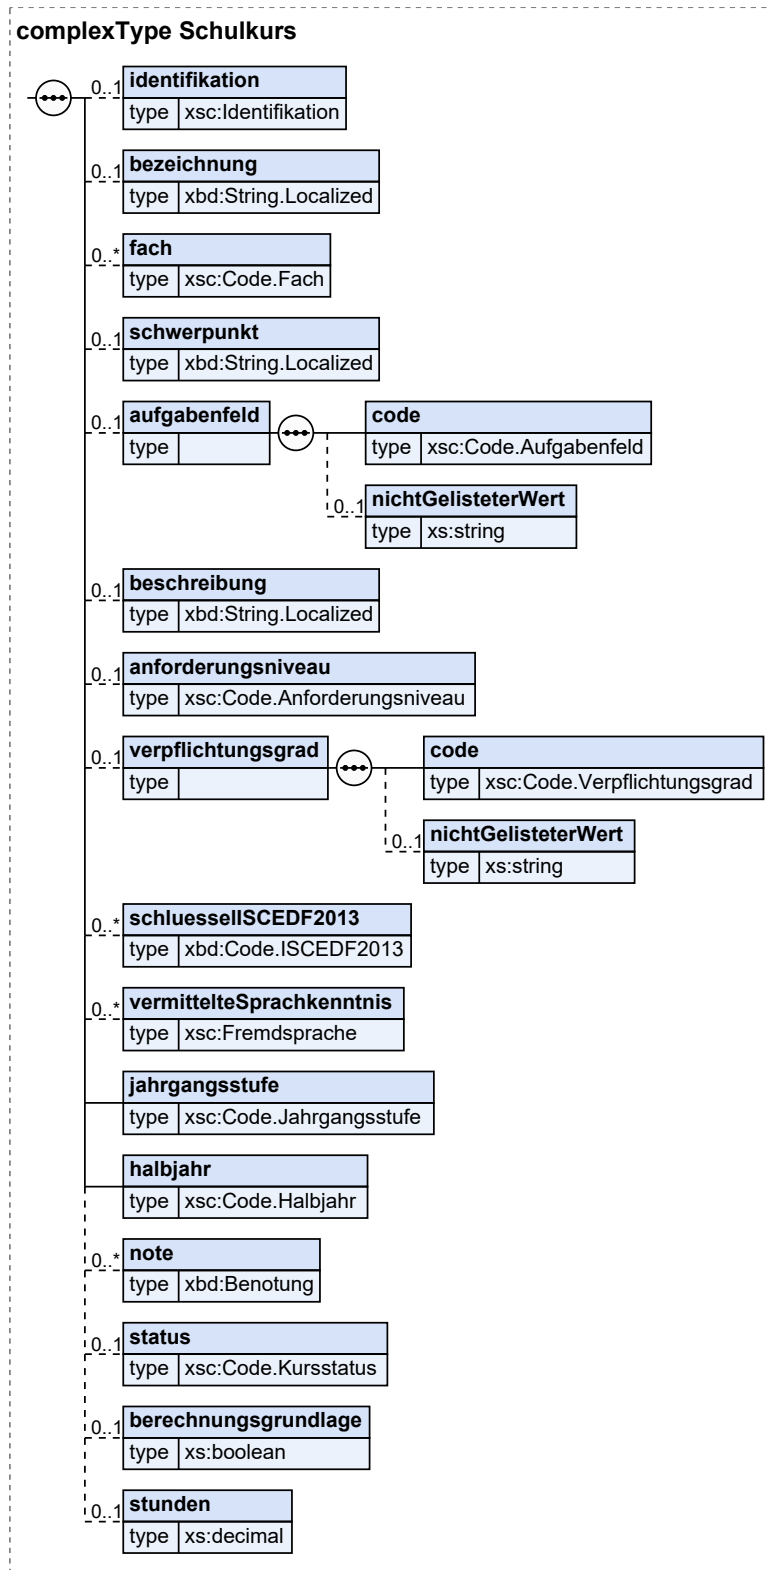 complexType Schulkurs
0..1 identifikation
type xsc:Identifikation
0..1 bezeichnung
type xbd:String.Localized
0..* fach
type xsc:Code.Fach
0..1 schwerpunkt
type xbd:String.Localized
0..1 aufgabenfeld
type
code
type xsc:Code.Aufgabenfeld
0..1 nichtGelisteterWert
type xs:string
0..1 beschreibung
type xbd:String.Localized
0..1 anforderungsniveau
type xsc:Code.Anforderungsniveau
0..1 verpflichtungsgrad
type
code
type xsc:Code.Verpflichtungsgrad
0..1 nichtGelisteterWert
type xs:string
0..* schluesselISCEDF2013
type xbd:Code.ISCEDF2013
0..* vermittelteSprachkenntnis
type xsc:Fremdsprache
jahrgangsstufe
type xsc:Code.Jahrgangsstufe
halbjahr
type xsc:Code.Halbjahr
0..* note
type xbd:Benotung
0..1 status
type xsc:Code.Kursstatus
0..1 berechnungsgrundlage
type xs:boolean
0..1 stunden
type xs:decimal